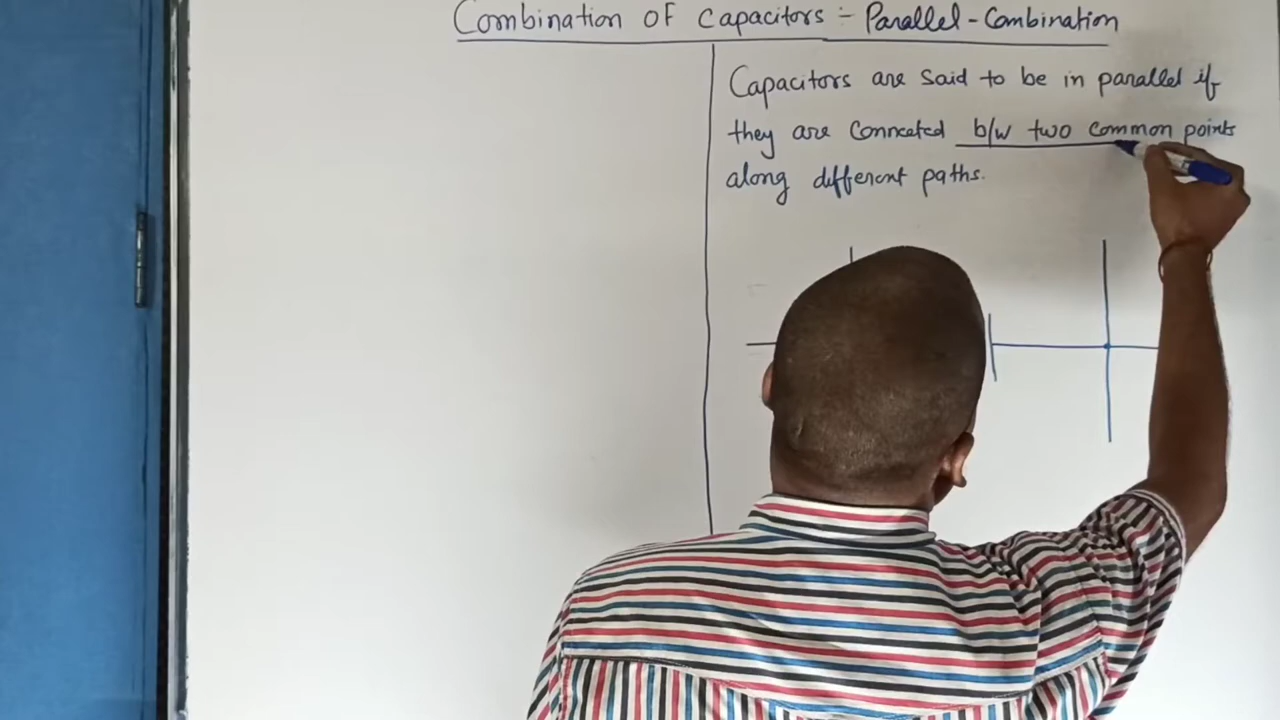 Combination of Capacitors :- Parallel-Combination
Capacitors are said to be in parallel if
they are Conneated b/w two common points
along different paths.